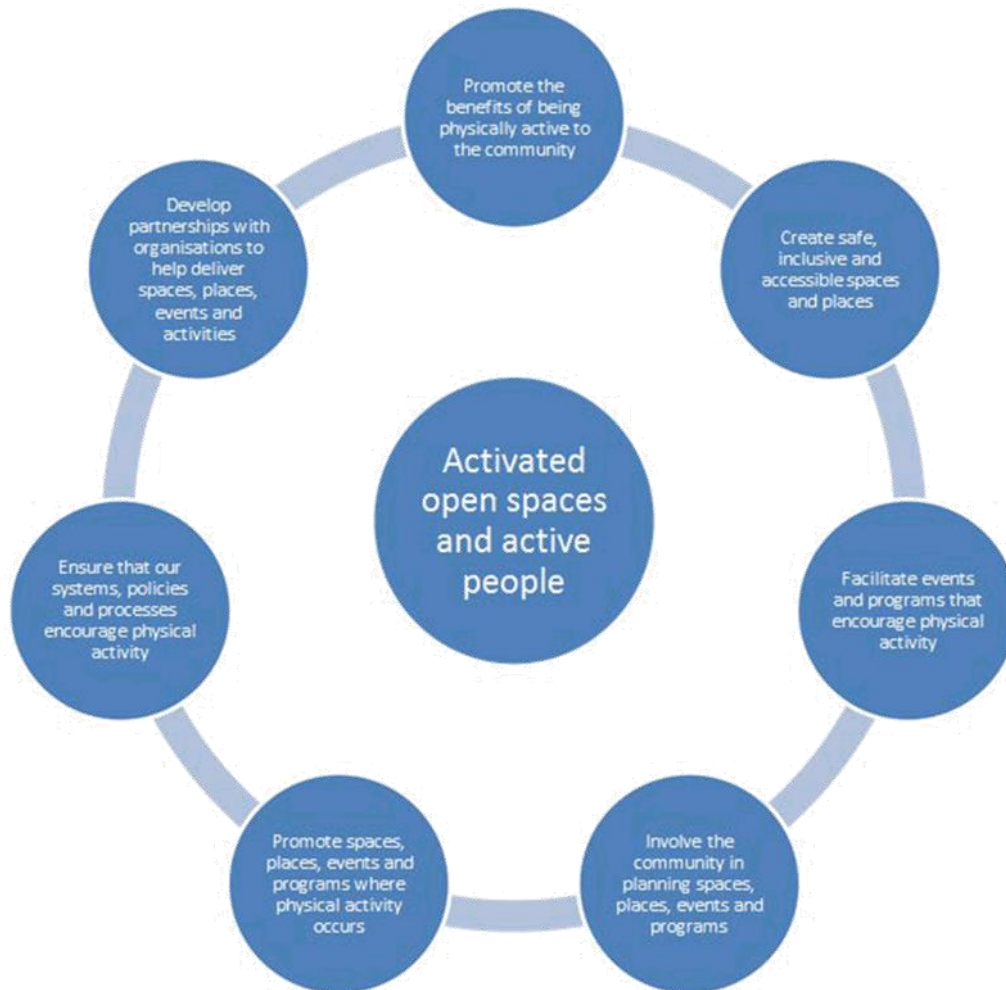 Promote the
benefits of being
physically active to
the community
Create safe,
inclusive and
accessible spaces
and places
Facilitate events
and programs that
encourage physical
activity
Involve the
community in
planning spaces,
places, events and
programs
Promote spaces,
places, events and
programs where
physical activity
occurs
Ensure that our
systems, policies
and processes
encourage physical
activity
Develop
partnerships with
organisations to
help deliver
spaces, places,
events and
activities
Activated
open spaces
and active
people